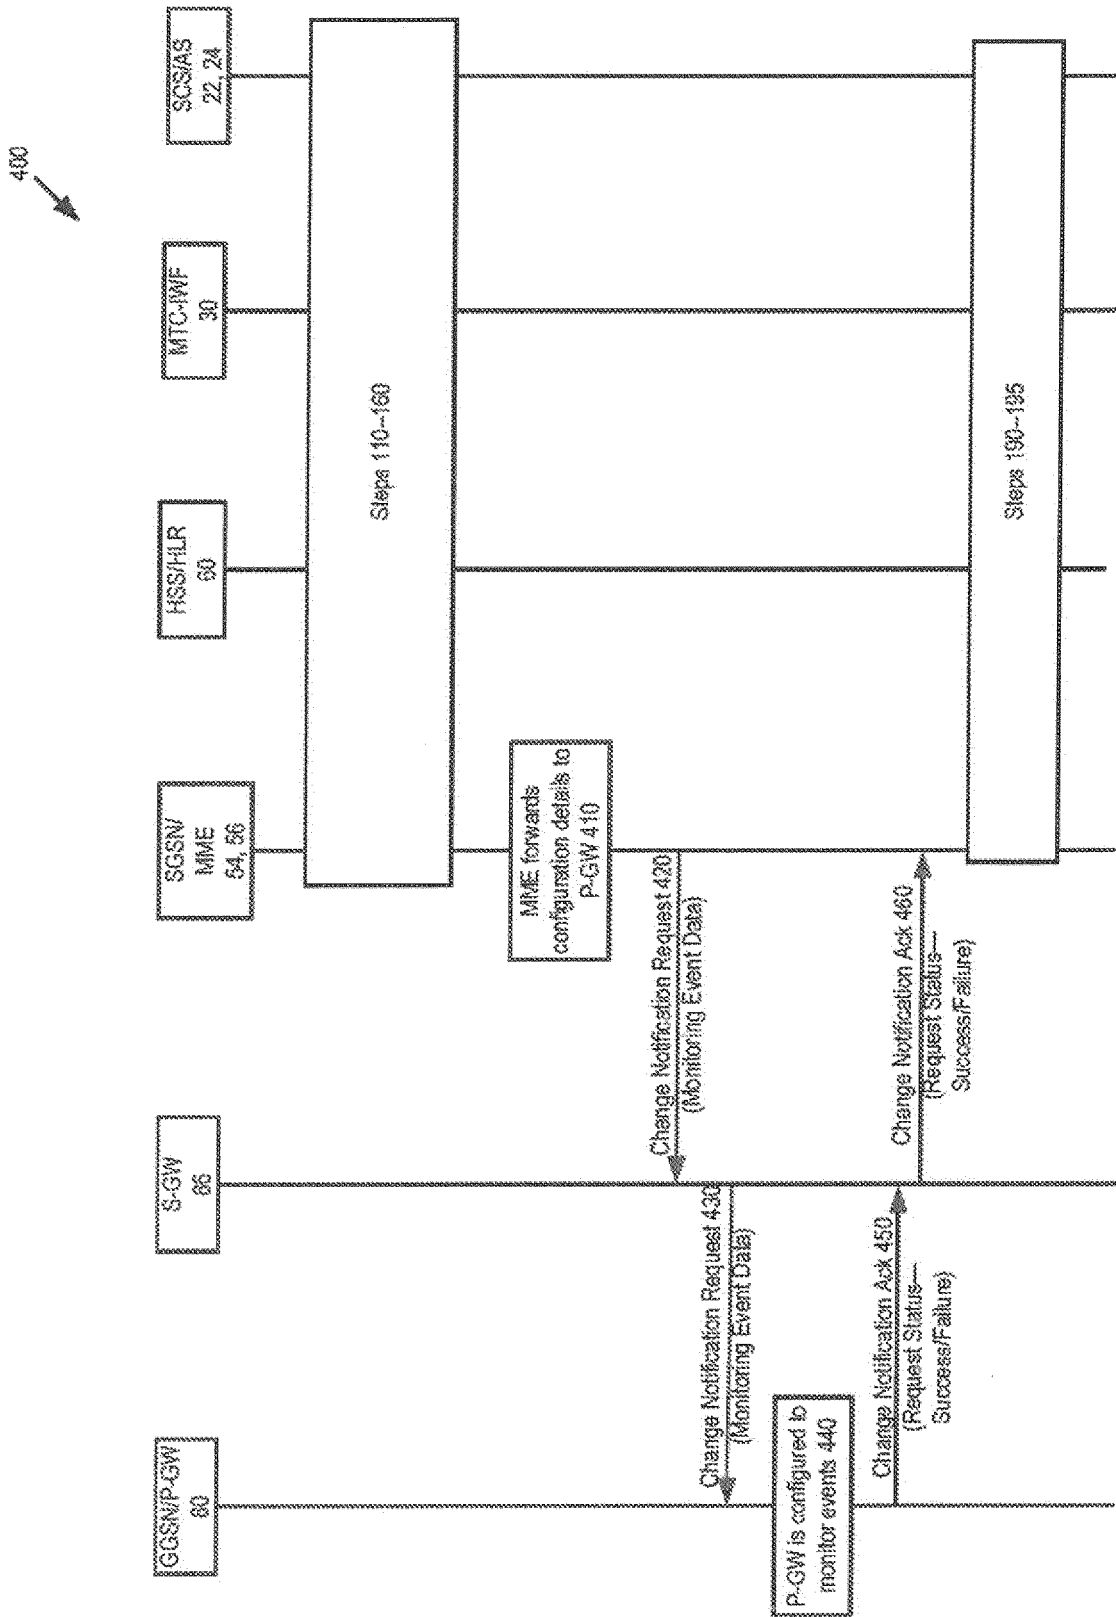 400
GGSN/P-GW
80
S-GW
66
SGSN/
MME
54, 56
HSS/HLR
60
MTC-IWF
30
SCS/AS
22, 24
Steps 110–160
MME forwards
configuration details to
P-GW 410
Change Notification Request 420
(Monitoring Event Data)
Change Notification Request 430
(Monitoring Event Data)
P-GW is configured to
monitor events 440
Change Notification Ack 450
(Request Status—
Success/Failure)
Change Notification Ack 460
(Request Status—
Success/Failure)
Steps 190–195